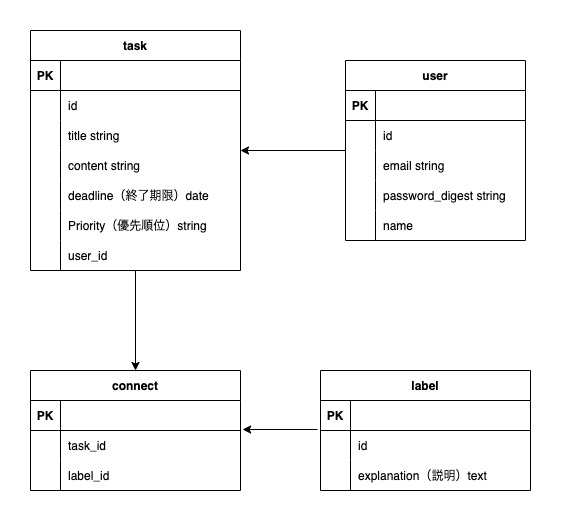 task
PK
id
title string
content string
deadline（終了期限）date
Priority（優先順位）string
user_id
user
PK
id
email string
password_digest string
name
connect
PK
task_id
label_id
label
PK
id
explanation（説明）text